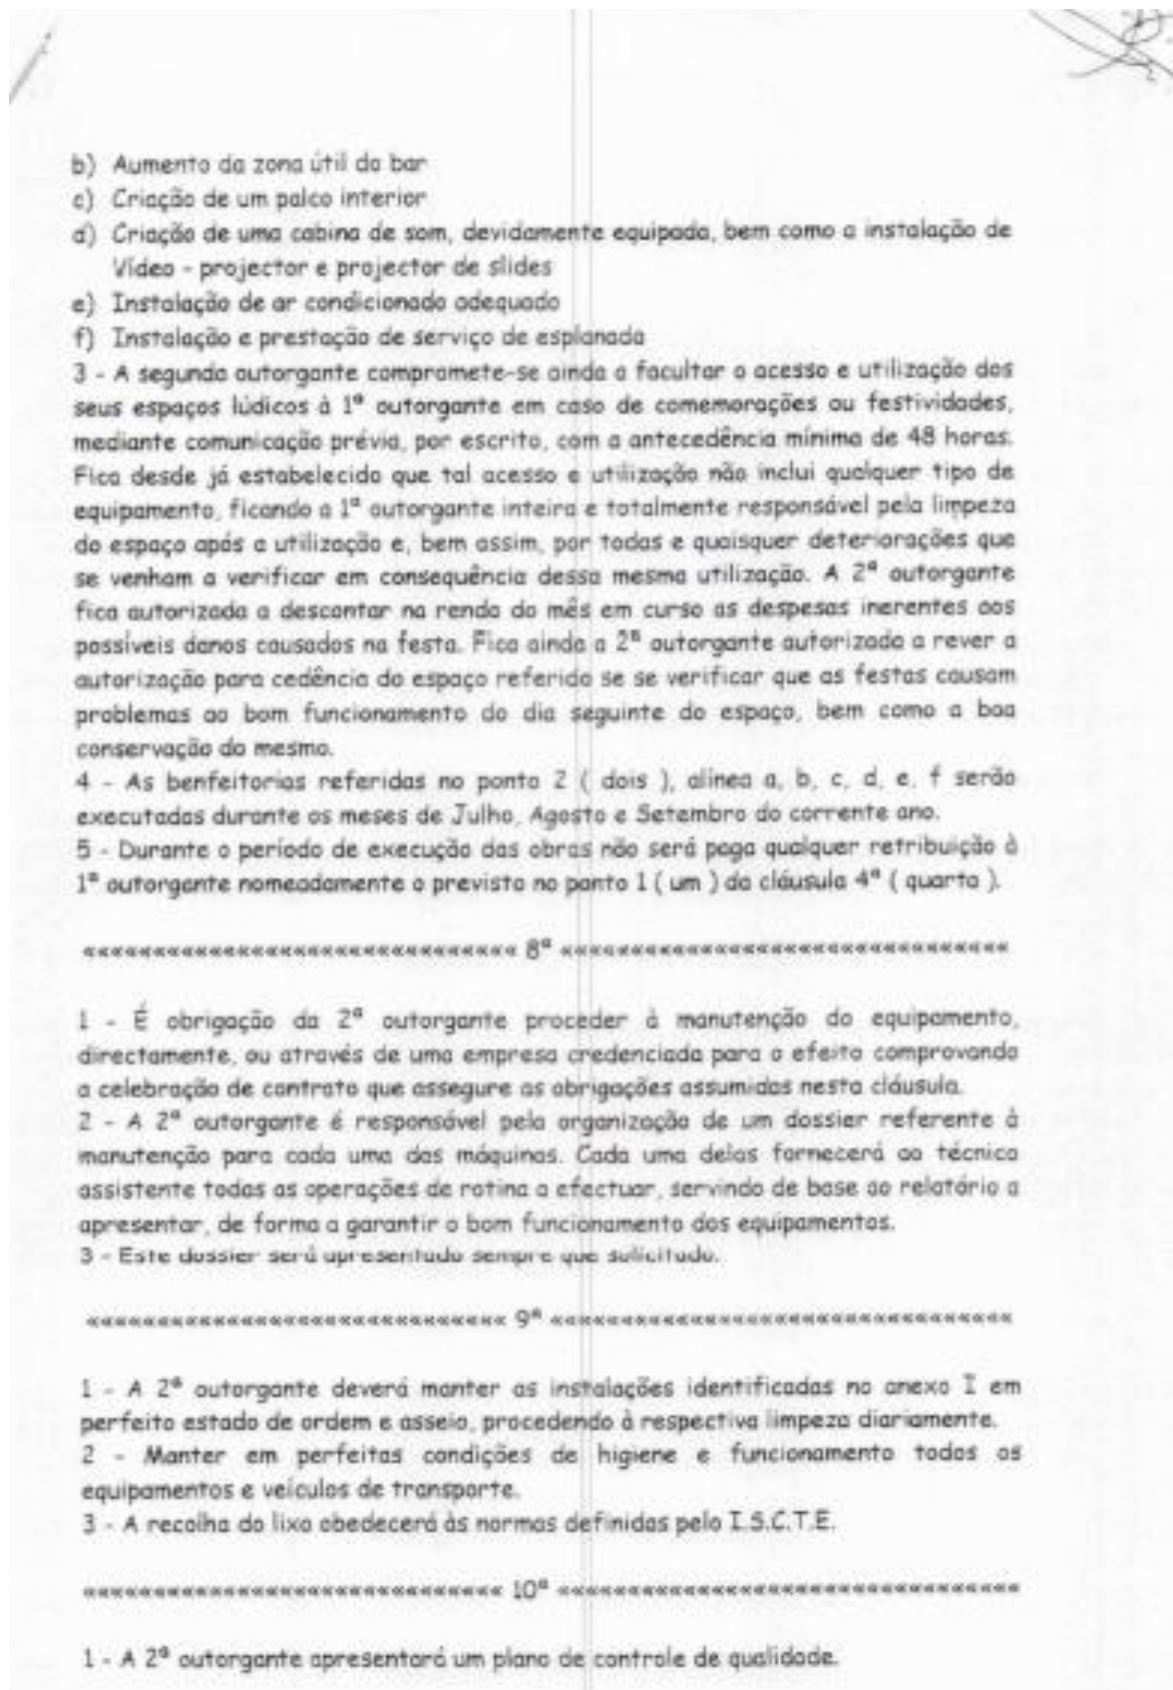 b) Aumento da zona útil do bar
c) Criação de um palco interior
d) Criação de uma cabina de som, devidamente equipada, bem como a instalação de
Vídeo - projector e projector de slides
e) Instalação de ar condicionado adequado
f) Instalação e prestação de serviço de esplanada
3 - A segunda outorgante compromete-se ainda a facultar o acesso e utilização dos
seus espaços lúdicos à 1ª outorgante em caso de comemorações ou festividades,
mediante comunicação prévia, por escrito, com a antecedência mínima de 48 horas.
Fica desde já estabelecido que tal acesso e utilização não inclui qualquer tipo de
equipamento, ficando a 1ª outorgante inteira e totalmente responsável pela limpeza
do espaço após a utilização e, bem assim, por todas e quaisquer deteriorações que
se venham a verificar em consequência dessa mesma utilização. A 2ª outorgante
fica autorizada a descontar na renda do mês em curso as despesas inerentes aos
possíveis danos causados na festa. Fica ainda a 2ª outorgante autorizada a rever a
autorização para cedência do espaço referido se se verificar que as festas causam
problemas ao bom funcionamento do dia seguinte do espaço, bem como a boa
conservação do mesmo.
4 - As benfeitorias referidas no ponto 2 ( dois ), alínea a, b, c, d, e, f serão
executadas durante os meses de Julho, Agosto e Setembro do corrente ano.
5 - Durante o período de execução das obras não será paga qualquer retribuição à
1ª outorgante nomeadamente o previsto no ponto 1 ( um ) da cláusula 4ª ( quarta ).
««««««««««««««««««««««««««««««« 8ª ««««««««««««««««««««««««««««««««
1 - É obrigação da 2ª outorgante proceder à manutenção do equipamento,
directamente, ou através de uma empresa credenciada para o efeito comprovando
a celebração de contrato que assegure as obrigações assumidas nesta cláusula.
2 - A 2ª outorgante é responsável pela organização de um dossier referente à
manutenção para cada uma das máquinas. Cada uma delas fornecerá ao técnico
assistente todas as operações de rotina a efectuar, servindo de base ao relatório a
apresentar, de forma a garantir o bom funcionamento dos equipamentos.
3 - Este dossier será apresentado sempre que solicitado.
«««««««««««««««««««««««««««««« 9ª «««««««««««««««««««««««««««««««««
1 - A 2ª outorgante deverá manter as instalações identificadas no anexo I em
perfeito estado de ordem e asseio, procedendo à respectiva limpeza diariamente.
2 - Manter em perfeitas condições de higiene e funcionamento todos os
equipamentos e veículos de transporte.
3 - A recolha do lixo obedecerá às normas definidas pelo I.S.C.T.E.
«««««««««««««««««««««««««««««« 10ª «««««««««««««««««««««««««««««««««
1 - A 2ª outorgante apresentará um plano de controle de qualidade.